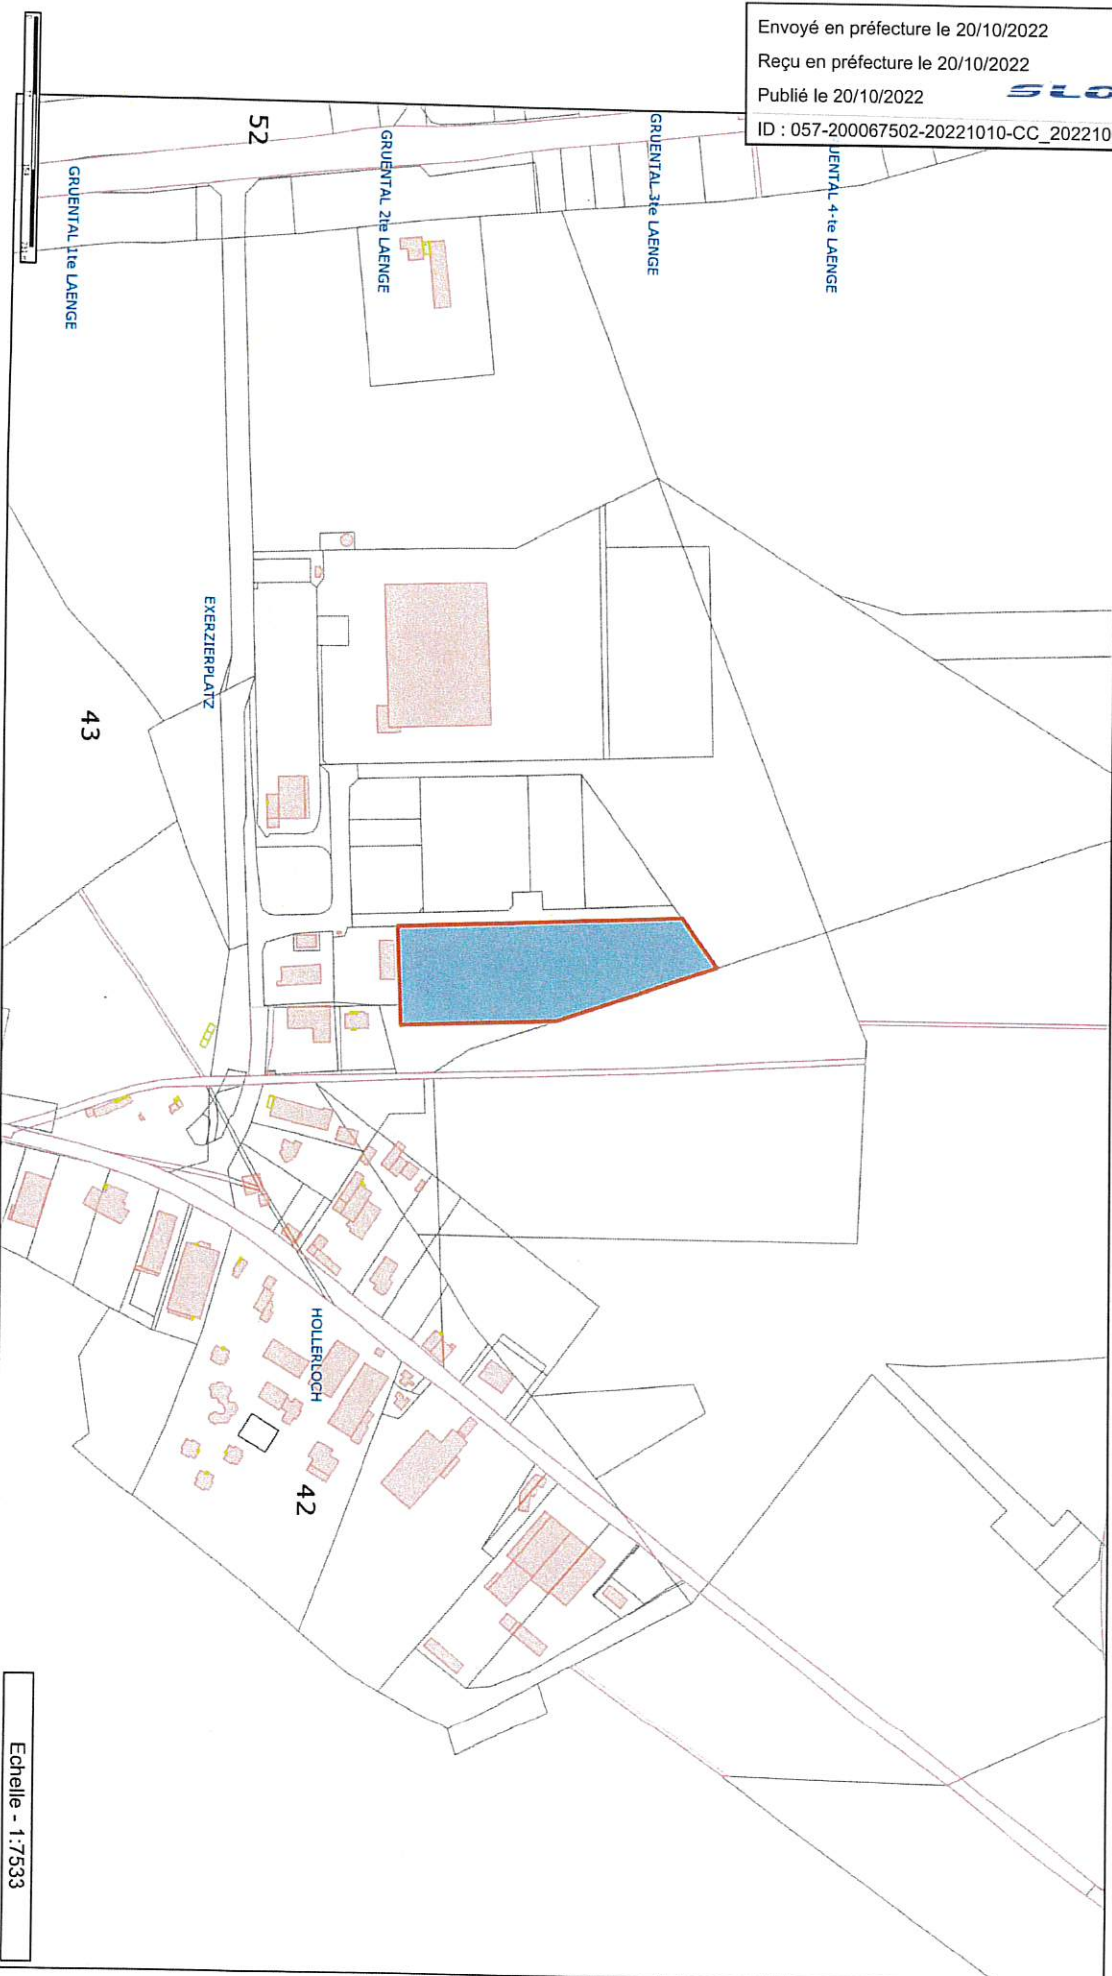 Envoyé en préfecture le 20/10/2022
Reçu en préfecture le 20/10/2022
Publié le 20/10/2022
SLO
ID : 057-200067502-20221010-CC_202210
52
GRUENTAL 1te LAENGE
GRUENTAL 2te LAENGE
GRUENTAL 3te LAENGE
UENTAL 4-te LAENGE
EXERZIERPLATZ
43
HOLLERLOCH
42
Echelle - 1:7533